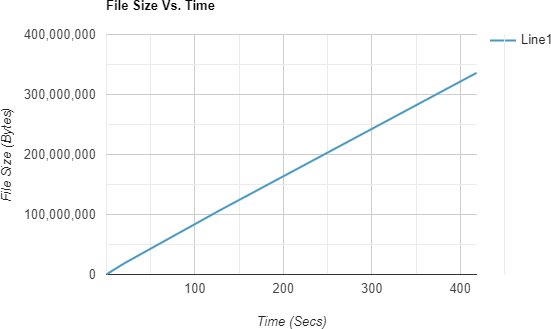 File Size Vs. Time
400,000,000
Line1
300,000,000
200,000,000
100,000,000
0
File Size (Bytes)
100 200 300 400
Time (Secs)